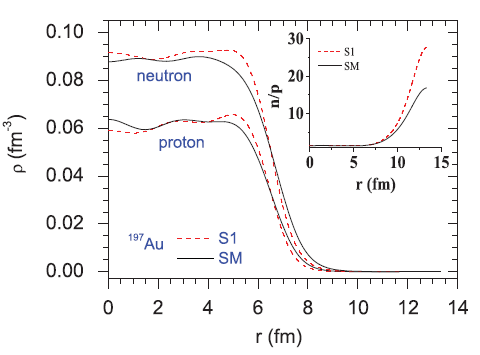 0.10
0.08
0.06
0.04
0.02
0.00
ρ (fm⁻³)
neutron
proton
¹⁹⁷Au
S1
SM
0 2 4 6 8 10 12 14
r (fm)
30
20
10
n/p
S1
SM
0 5 10 15
r (fm)